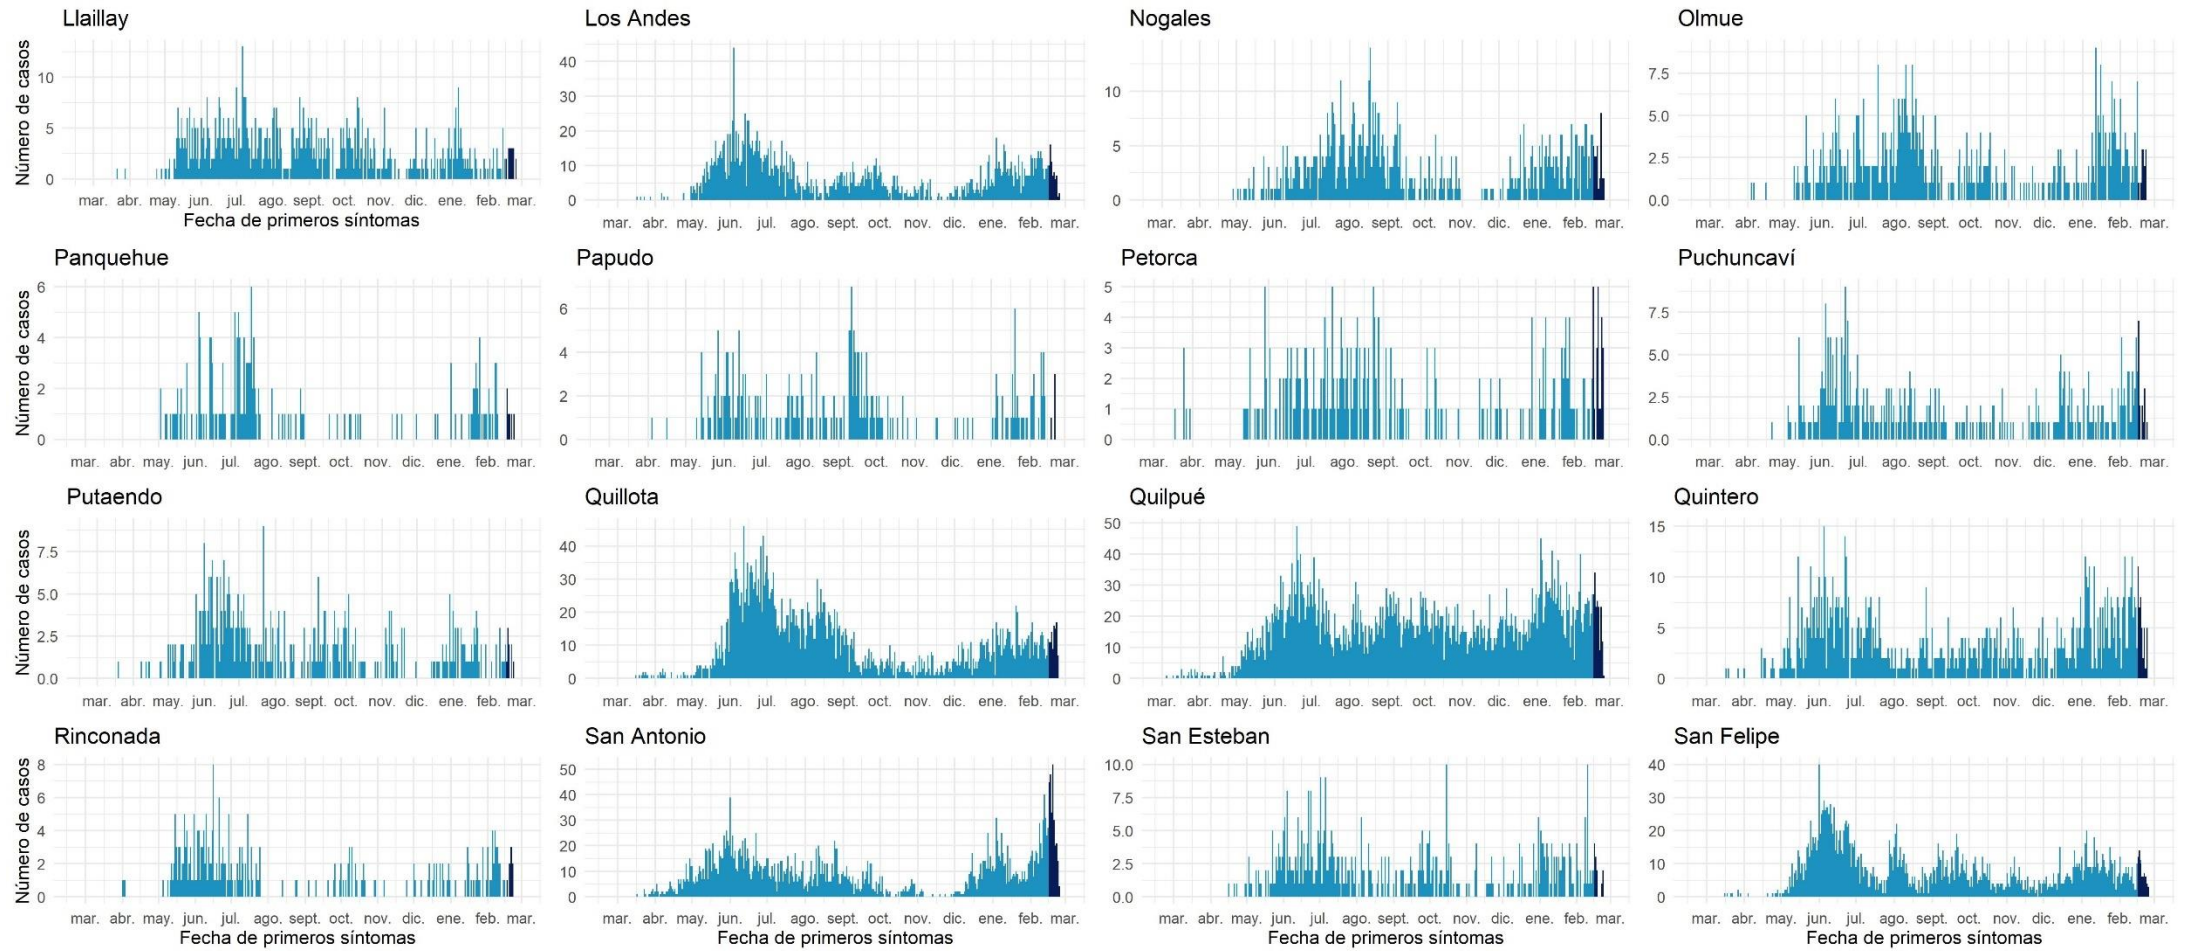 Llaillay
Los Andes
Nogales
Olmue
Número de casos
10
5
0
40
30
20
10
0
10
5
0
7.5
5.0
2.5
0.0
mar. abr. may. jun. jul. ago. sept. oct. nov. dic. ene. feb. mar.
mar. abr. may. jun. jul. ago. sept. oct. nov. dic. ene. feb. mar.
mar. abr. may. jun. jul. ago. sept. oct. nov. dic. ene. feb. mar.
mar. abr. may. jun. jul. ago. sept. oct. nov. dic. ene. feb. mar.
Fecha de primeros síntomas
Panquehue
Papudo
Petorca
Puchuncaví
Número de casos
6
4
2
0
6
4
2
0
5
4
3
2
1
0
7.5
5.0
2.5
0.0
mar. abr. may. jun. jul. ago. sept. oct. nov. dic. ene. feb. mar.
mar. abr. may. jun. jul. ago. sept. oct. nov. dic. ene. feb. mar.
mar. abr. may. jun. jul. ago. sept. oct. nov. dic. ene. feb. mar.
mar. abr. may. jun. jul. ago. sept. oct. nov. dic. ene. feb. mar.
Putaendo
Quillota
Quilpué
Quintero
Número de casos
7.5
5.0
2.5
0.0
40
30
20
10
0
50
40
30
20
10
0
15
10
5
0
mar. abr. may. jun. jul. ago. sept. oct. nov. dic. ene. feb. mar.
mar. abr. may. jun. jul. ago. sept. oct. nov. dic. ene. feb. mar.
mar. abr. may. jun. jul. ago. sept. oct. nov. dic. ene. feb. mar.
mar. abr. may. jun. jul. ago. sept. oct. nov. dic. ene. feb. mar.
Rinconada
San Antonio
San Esteban
San Felipe
Número de casos
8
6
4
2
0
50
40
30
20
10
0
10.0
7.5
5.0
2.5
0.0
40
30
20
10
0
mar. abr. may. jun. jul. ago. sept. oct. nov. dic. ene. feb. mar.
mar. abr. may. jun. jul. ago. sept. oct. nov. dic. ene. feb. mar.
mar. abr. may. jun. jul. ago. sept. oct. nov. dic. ene. feb. mar.
mar. abr. may. jun. jul. ago. sept. oct. nov. dic. ene. feb. mar.
Fecha de primeros síntomas
Fecha de primeros síntomas
Fecha de primeros síntomas
Fecha de primeros síntomas